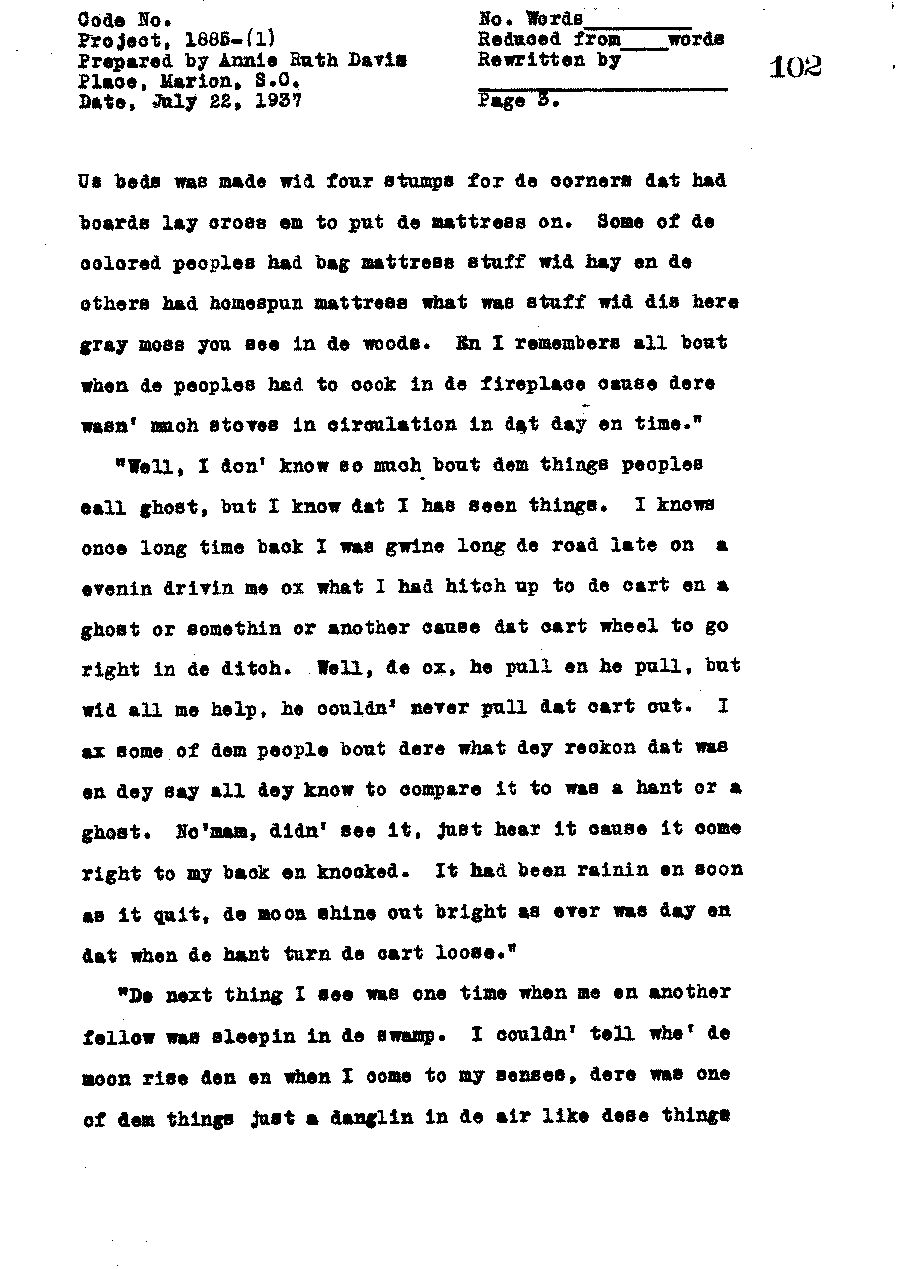 Code No.
Project, 1885-(1)
Prepared by Annie Ruth Davis
Place, Marion, S.C.
Date, July 22, 1937
No. Words
Reduced from words
Rewritten by
Page 3.
102
Us beds was made wid four stumps for de corners dat had
boards lay cross em to put de mattress on. Some of de
colored peoples had bag mattress stuff wid hay en de
others had homespun mattress what was stuff wid dis here
gray moss you see in de woods. En I remembers all bout
when de peoples had to cook in de fireplace cause dere
wasn' much stoves in circulation in dat day en time."
"Well, I don' know so much bout dem things peoples
call ghost, but I know dat I has seen things. I knows
once long time back I was gwine long de road late on a
evenin drivin me ox what I had hitch up to de cart en a
ghost or somethin or another cause dat cart wheel to go
right in de ditch. Well, de ox, he pull en he pull, but
wid all me help, he couldn' never pull dat cart out. I
ax some of dem people bout dere what dey reckon dat was
en dey say all dey know to compare it to was a hant or a
ghost. No'mam, didn' see it, just hear it cause it come
right to my back en knocked. It had been rainin en soon
as it quit, de moon shine out bright as ever was day en
dat when de hant turn de cart loose."
"De next thing I see was one time when me en another
fellow was sleepin in de swamp. I couldn' tell whe' de
moon rise den en when I come to my senses, dere was one
of dem things just a danglin in de air like dese things